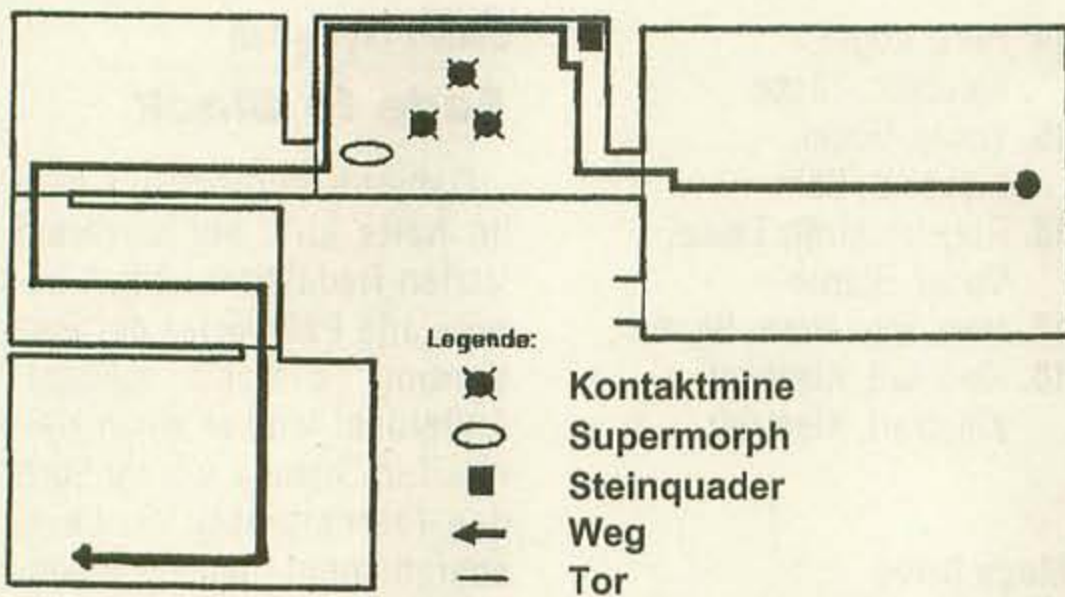 Legende:
Kontaktmine
Supermorph
Steinquader
Weg
Tor